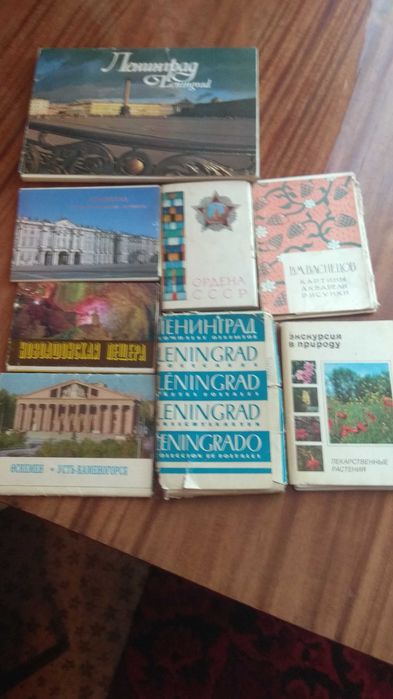 Ленинград
Leningrad
ОРДЕНА
СССР
В.М.ВАСНЕЦОВ
КАРТИНЫ
АКВАРЕЛИ
РИСУНКИ
НОВОАФОНСКАЯ ПЕЩЕРА
ӨСКЕМЕН • УСТЬ-КАМЕНОГОРСК
ЛЕНИНГРАД
LENINGRAD
LENINGRAD
LENINGRAD
LENINGRADO
экскурсия
в природу
ЛЕКАРСТВЕННЫЕ
РАСТЕНИЯ